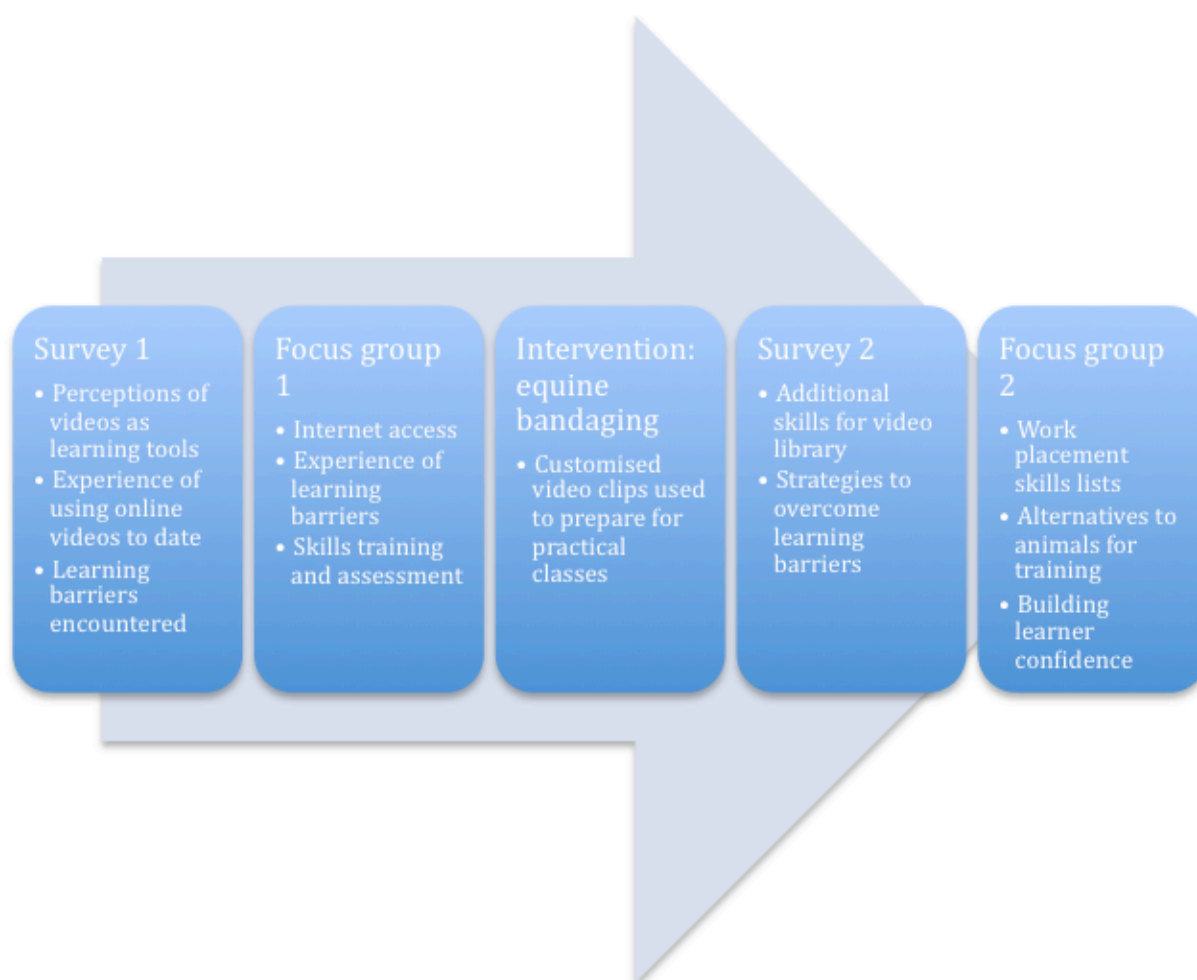 Survey 1
• Perceptions of
videos as
learning tools
• Experience of
using online
videos to date
• Learning
barriers
encountered
Focus group
1
• Internet access
• Experience of
learning
barriers
• Skills training
and assessment
Intervention:
equine
bandaging
• Customised
video clips used
to prepare for
practical
classes
Survey 2
• Additional
skills for video
library
• Strategies to
overcome
learning
barriers
Focus group
2
• Work
placement
skills lists
• Alternatives to
animals for
training
• Building
learner
confidence